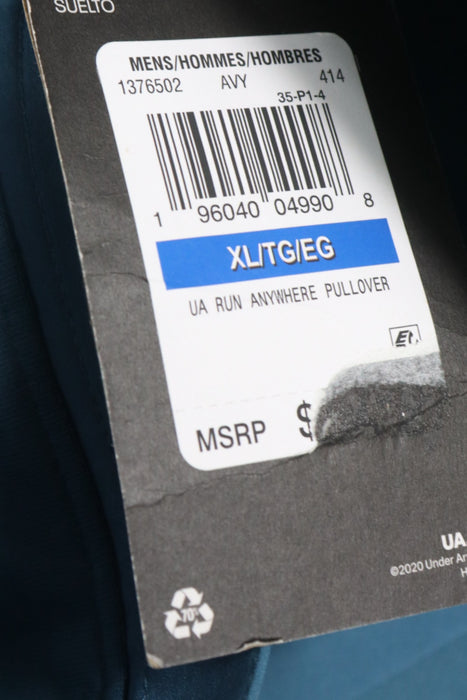 SUELTO
MENS/HOMMES/HOMBRES
1376502 AVY 414
35-P1-4
1 96040 04990 8
XL/TG/EG
UA RUN ANYWHERE PULLOVER
MSRP $
UA
©2020 Under
70%